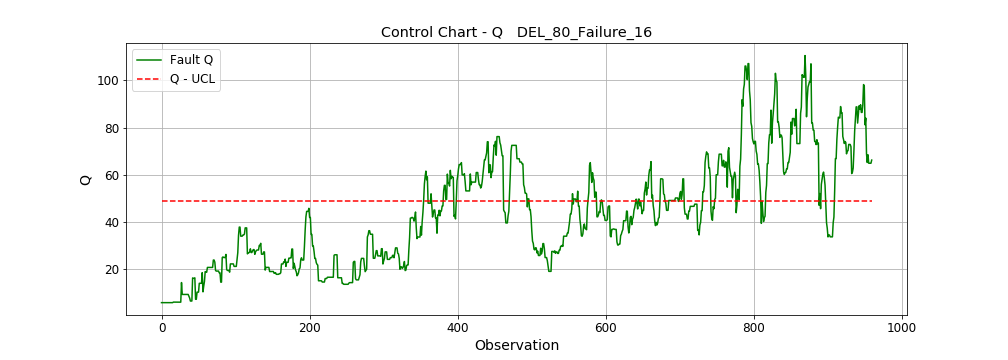 Control Chart - Q   DEL_80_Failure_16
Fault Q
Q - UCL
100
80
60
40
20
Q
0
200
400
600
800
1000
Observation